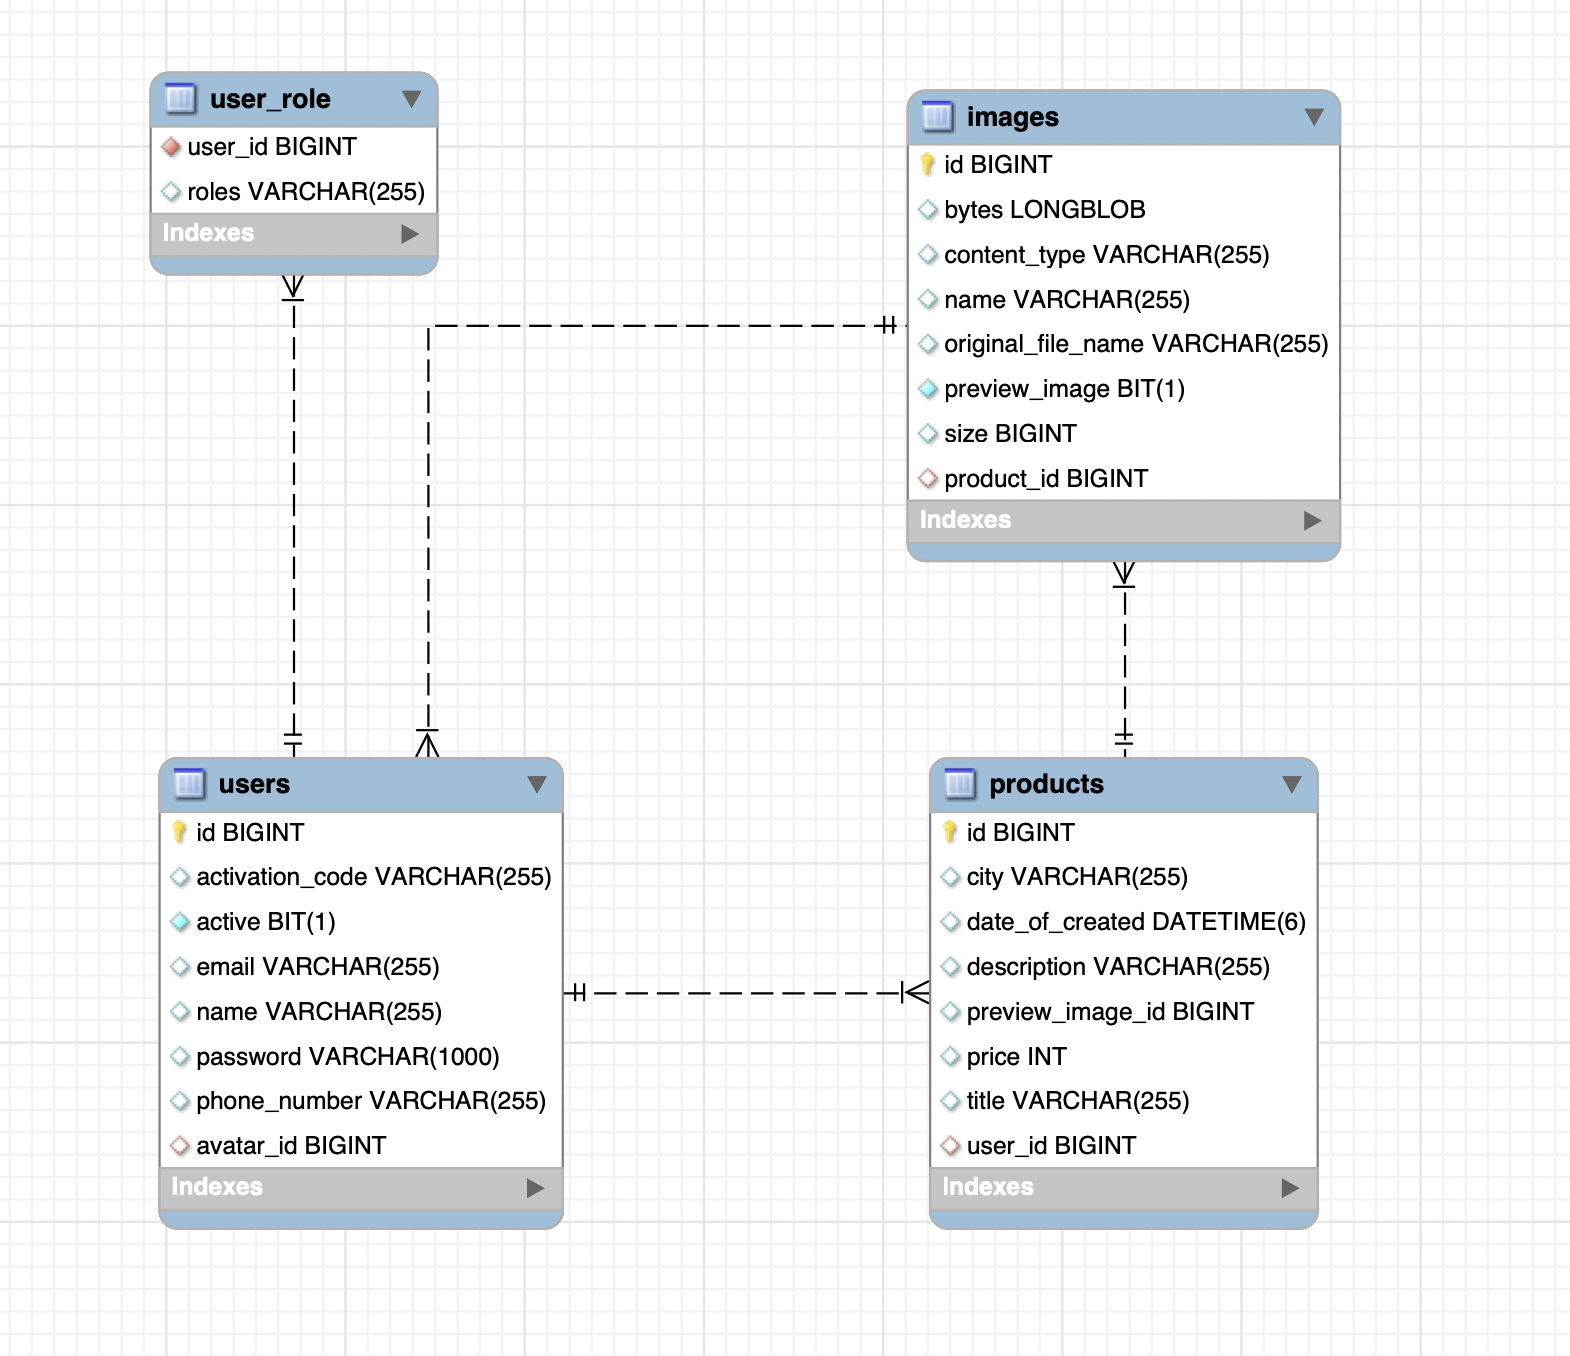 user_role
user_id BIGINT
roles VARCHAR(255)
Indexes
images
id BIGINT
bytes LONGBLOB
content_type VARCHAR(255)
name VARCHAR(255)
original_file_name VARCHAR(255)
preview_image BIT(1)
size BIGINT
product_id BIGINT
Indexes
users
id BIGINT
activation_code VARCHAR(255)
active BIT(1)
email VARCHAR(255)
name VARCHAR(255)
password VARCHAR(1000)
phone_number VARCHAR(255)
avatar_id BIGINT
Indexes
products
id BIGINT
city VARCHAR(255)
date_of_created DATETIME(6)
description VARCHAR(255)
preview_image_id BIGINT
price INT
title VARCHAR(255)
user_id BIGINT
Indexes